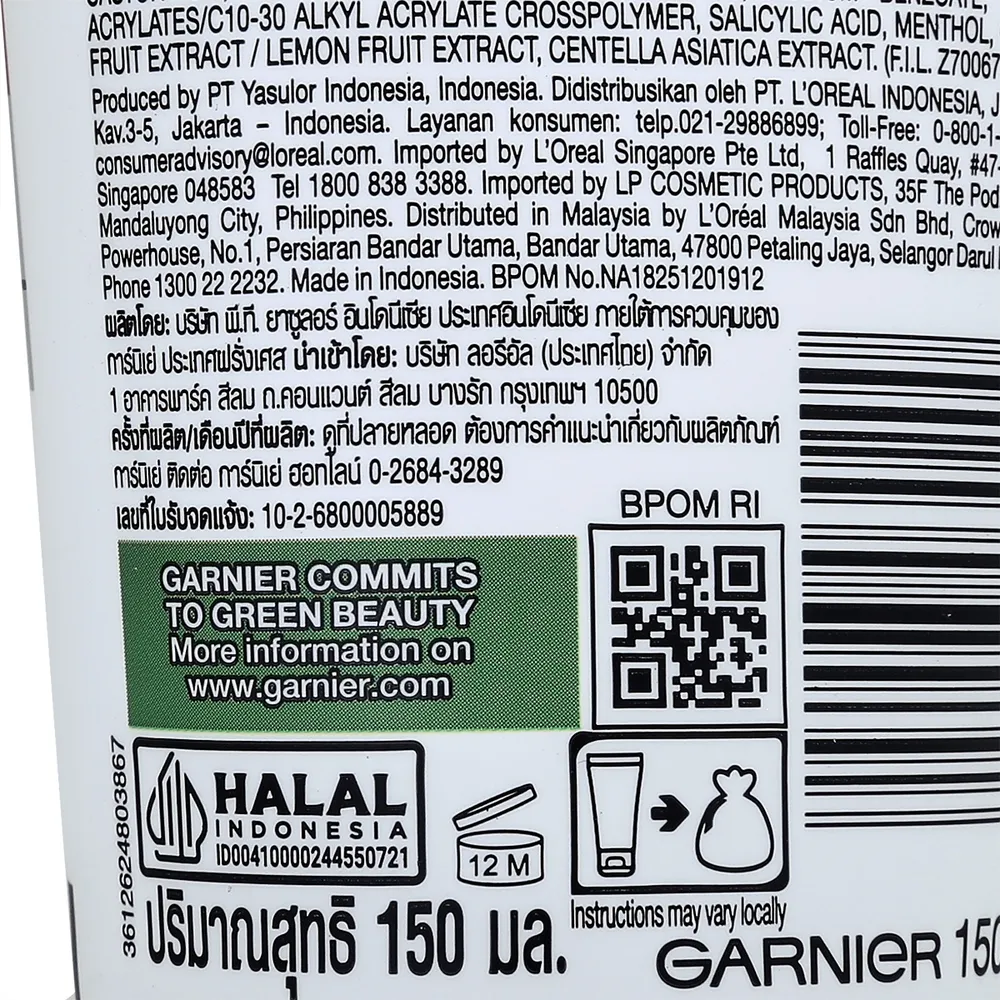 ACRYLATES/C10-30 ALKYL ACRYLATE CROSSPOLYMER, SALICYLIC ACID, MENTHOL,
FRUIT EXTRACT / LEMON FRUIT EXTRACT, CENTELLA ASIATICA EXTRACT. (F.I.L. Z70067
Produced by PT Yasulor Indonesia, Indonesia. Didistribusikan oleh PT. L'OREAL INDONESIA, J
Kav.3-5, Jakarta – Indonesia. Layanan konsumen: telp.021-29886899; Toll-Free: 0-800-1-
consumeradvisory@loreal.com. Imported by L'Oreal Singapore Pte Ltd, 1 Raffles Quay, #47-
Singapore 048583 Tel 1800 838 3388. Imported by LP COSMETIC PRODUCTS, 35F The Pod
Mandaluyong City, Philippines. Distributed in Malaysia by L'Oréal Malaysia Sdn Bhd, Crow
Powerhouse, No.1, Persiaran Bandar Utama, Bandar Utama, 47800 Petaling Jaya, Selangor Darul
Phone 1300 22 2232. Made in Indonesia. BPOM No.NA18251201912
ผลิตโดย: บริษัท พี.ที. ยาซูลอร์ อินโดนีเซีย ประเทศอินโดนีเซีย ภายใต้การควบคุมของ
การ์นิเย่ ประเทศฝรั่งเศส นำเข้าโดย: บริษัท ลอรีอัล (ประเทศไทย) จำกัด
1 อาคารพาร์ค สีลม ถ.คอนแวนต์ สีลม บางรัก กรุงเทพฯ 10500
ครั้งที่ผลิต/เดือนปีที่ผลิต: ดูที่ปลายหลอด ต้องการคำแนะนำเกี่ยวกับผลิตภัณฑ์
การ์นิเย่ ติดต่อ การ์นิเย่ ฮอทไลน์ 0-2684-3289
เลขที่ใบรับจดแจ้ง: 10-2-6800005889
BPOM RI
GARNIER COMMITS
TO GREEN BEAUTY
More information on
www.garnier.com
3612624803867
HALAL
INDONESIA
ID00410000244550721
12 M
Instructions may vary locally
ปริมาณสุทธิ 150 มล.
GARNIER 150